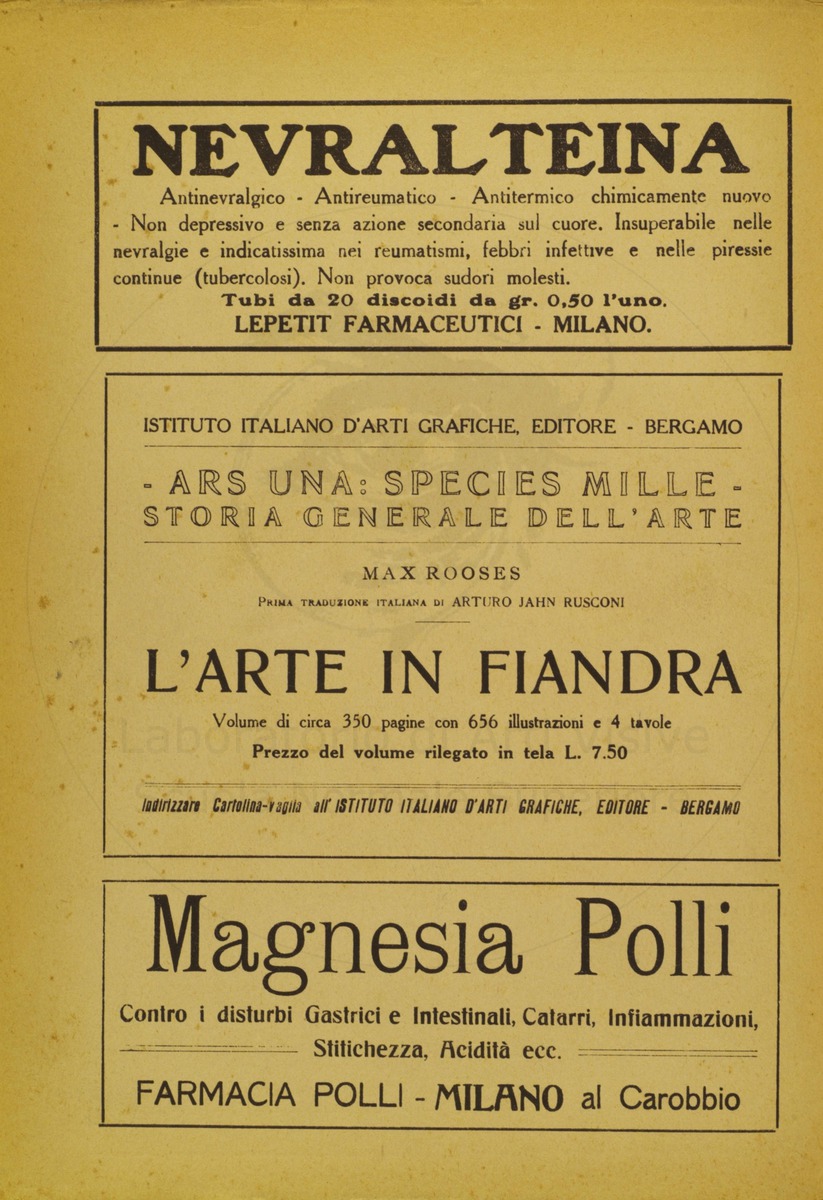 NEVRALTEINA
Antinevralgico - Antireumatico - Antitermico chimicamente nuovo
- Non depressivo e senza azione secondaria sul cuore. Insuperabile nelle
nevralgie e indicatissima nei reumatismi, febbri infettive e nelle piressie
continue (tubercolosi). Non provoca sudori molesti.
Tubi da 20 discoidi da gr. 0,50 l'uno.
LEPETIT FARMACEUTICI - MILANO.
ISTITUTO ITALIANO D'ARTI GRAFICHE, EDITORE - BERGAMO
- ARS UNA: SPECIES MILLE -
STORIA GENERALE DELL'ARTE
MAX ROOSES
PRIMA TRADUZIONE ITALIANA DI ARTURO JAHN RUSCONI
L'ARTE IN FIANDRA
Volume di circa 350 pagine con 656 illustrazioni e 4 tavole
Prezzo del volume rilegato in tela L. 7.50
Indirizzare Cartolina-vaglia all'ISTITUTO ITALIANO D'ARTI GRAFICHE, EDITORE - BERGAMO
Magnesia Polli
Contro i disturbi Gastrici e Intestinali, Catarri, Infiammazioni,
Stitichezza, Acidità ecc.
FARMACIA POLLI - MILANO al Carobbio